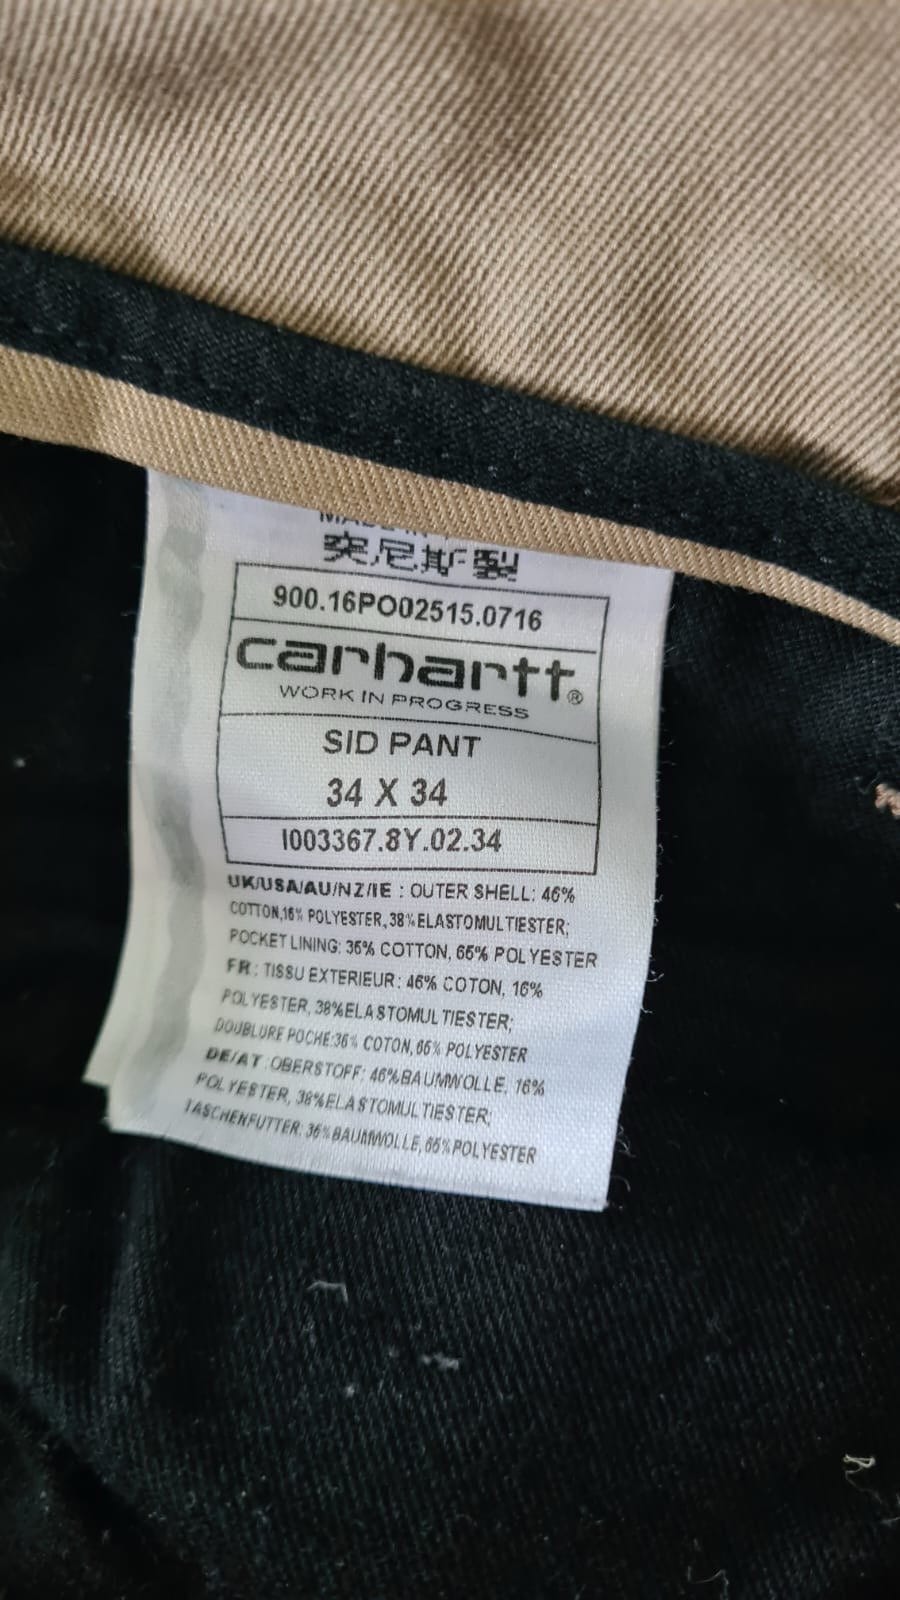 MADE IN
突尼斯製
900.16PO02515.0716
carhartt®
WORK IN PROGRESS
SID PANT
34 X 34
I003367.8Y.02.34
UK/USA/AU/NZ/IE : OUTER SHELL: 46%
COTTON,16% POLYESTER,38%ELASTOMULTIESTER;
POCKET LINING: 35% COTTON, 65% POLYESTER
FR : TISSU EXTERIEUR: 46% COTON, 16%
POLYESTER, 38%ELASTOMULTIESTER;
DOUBLURE POCHE:35% COTON,65% POLYESTER
DE/AT :OBERSTOFF: 46%BAUMWOLLE, 16%
POLYESTER, 38%ELASTOMULTIESTER;
TASCHENFUTTER: 35%BAUMWOLLE,65%POLYESTER